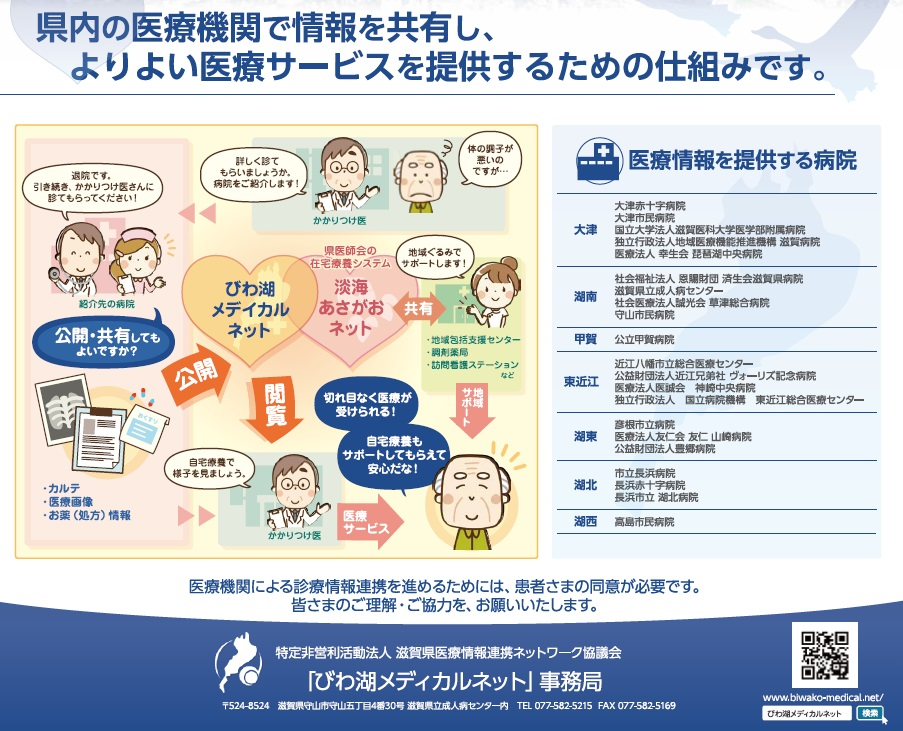 県内の医療機関で情報を共有し、
よりよい医療サービスを提供するための仕組みです。
退院です。
引き続き、かかりつけ医さんに
診てもらってください！
紹介先の病院
詳しく診て
もらいましょうか。
病院をご紹介します！
かかりつけ医
体の調子が
悪いの
ですが…
びわ湖
メデイカル
ネット
県医師会の
在宅療養システム
淡海
あさがお
ネット
共有
地域ぐるみで
サポートします！
・地域包括支援センター
・調剤薬局
・訪問看護ステーション
など
公開・共有しても
よいですか？
公開
閲覧
地域
サポート
切れ目なく医療が
受けられる！
自宅療養も
サポートしてもらえて
安心だな！
おくすり
・カルテ
・医療画像
・お薬（処方）情報
自宅療養で
様子を見ましょう。
かかりつけ医
医療
サービス
医療情報を提供する病院
大津
大津赤十字病院
大津市民病院
国立大学法人滋賀医科大学医学部附属病院
独立行政法人地域医療機能推進機構 滋賀病院
医療法人 幸生会 琵琶湖中央病院
湖南
社会福祉法人 恩賜財団 済生会滋賀県病院
滋賀県立成人病センター
社会医療法人誠光会 草津総合病院
守山市民病院
甲賀
公立甲賀病院
東近江
近江八幡市立総合医療センター
公益財団法人近江兄弟社 ヴォーリズ記念病院
医療法人医誠会　神崎中央病院
独立行政法人　国立病院機構　東近江総合医療センター
湖東
彦根市立病院
医療法人友仁会 友仁 山崎病院
公益財団法人豊郷病院
湖北
市立長浜病院
長浜赤十字病院
長浜市立 湖北病院
湖西
高島市民病院
医療機関による診療情報連携を進めるためには、患者さまの同意が必要です。
皆さまのご理解・ご協力を、お願いいたします。
特定非営利活動法人 滋賀県医療情報連携ネットワーク協議会
「びわ湖メディカルネット」事務局
〒524-8524　滋賀県守山市守山五丁目4番30号 滋賀県立成人病センター内　TEL 077-582-5215　FAX 077-582-5169
www.biwako-medical.net/
びわ湖メディカルネット　検索